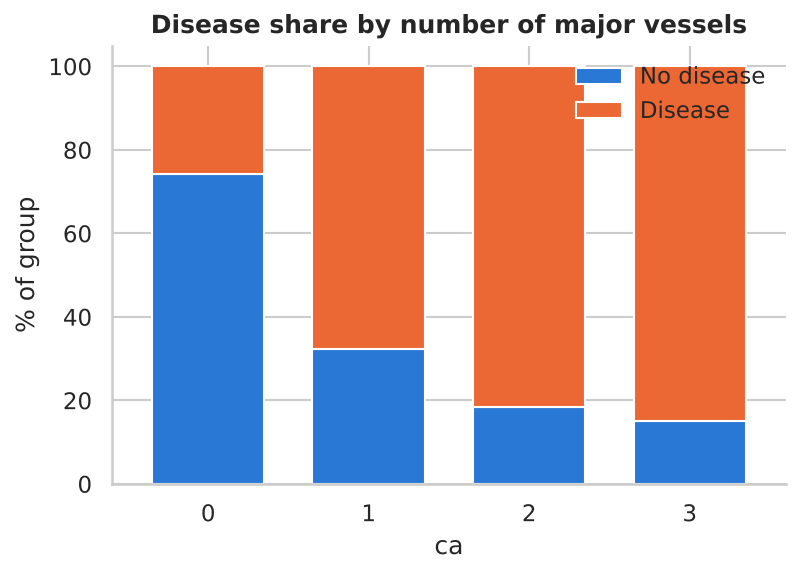 Disease share by number of major vessels
100
80
60
40
20
0
% of group
No disease
Disease
0 1 2 3
ca